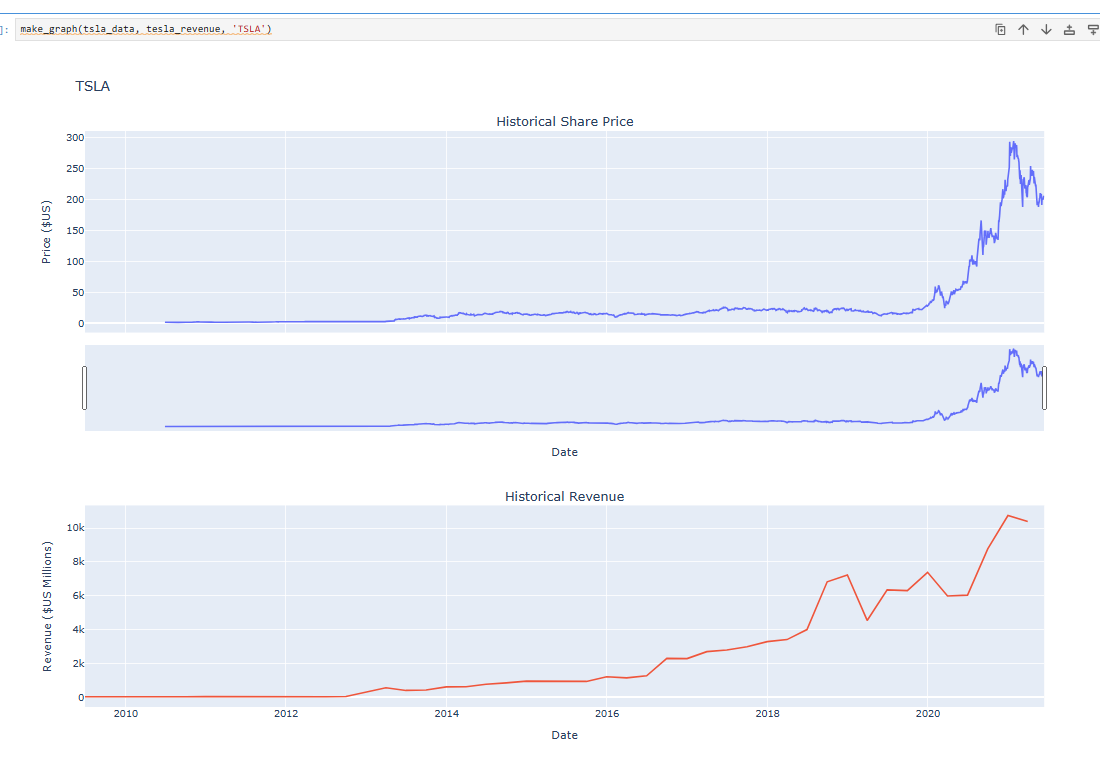 ]:
make_graph(tsla_data, tesla_revenue, 'TSLA')
TSLA
Historical Share Price
300
250
200
150
100
50
0
Price ($US)
Date
Historical Revenue
10k
8k
6k
4k
2k
0
Revenue ($US Millions)
2010 2012 2014 2016 2018 2020
Date